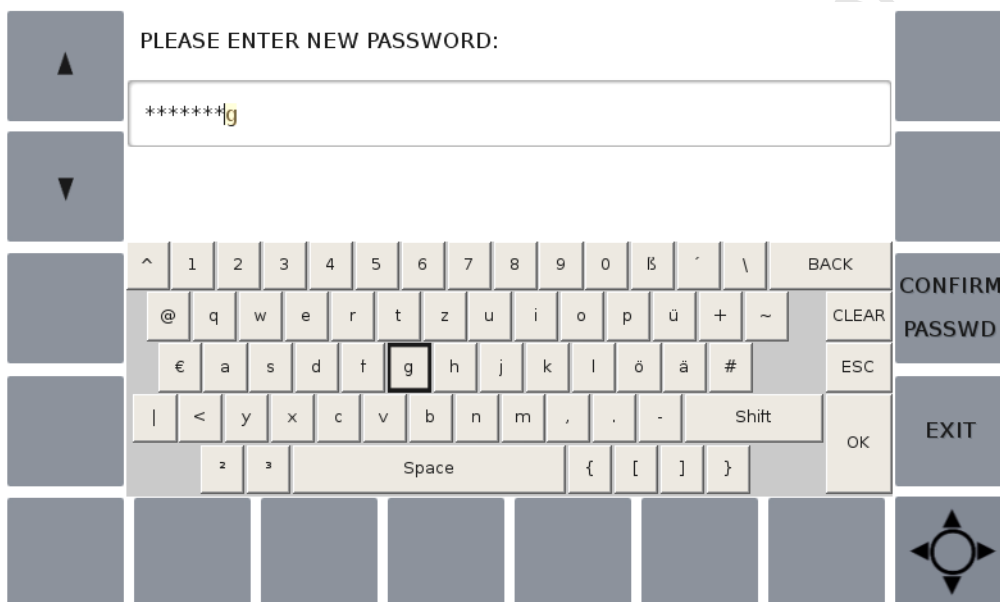 PLEASE ENTER NEW PASSWORD:
*******g
^ 1 2 3 4 5 6 7 8 9 0 ß ´ \ BACK
@ q w e r t z u i o p ü + ~ CLEAR
€ a s d f g h j k l ö ä # ESC
| < y x c v b n m , . - Shift
OK
² ³ Space { [ ] }
CONFIRM
PASSWD
EXIT